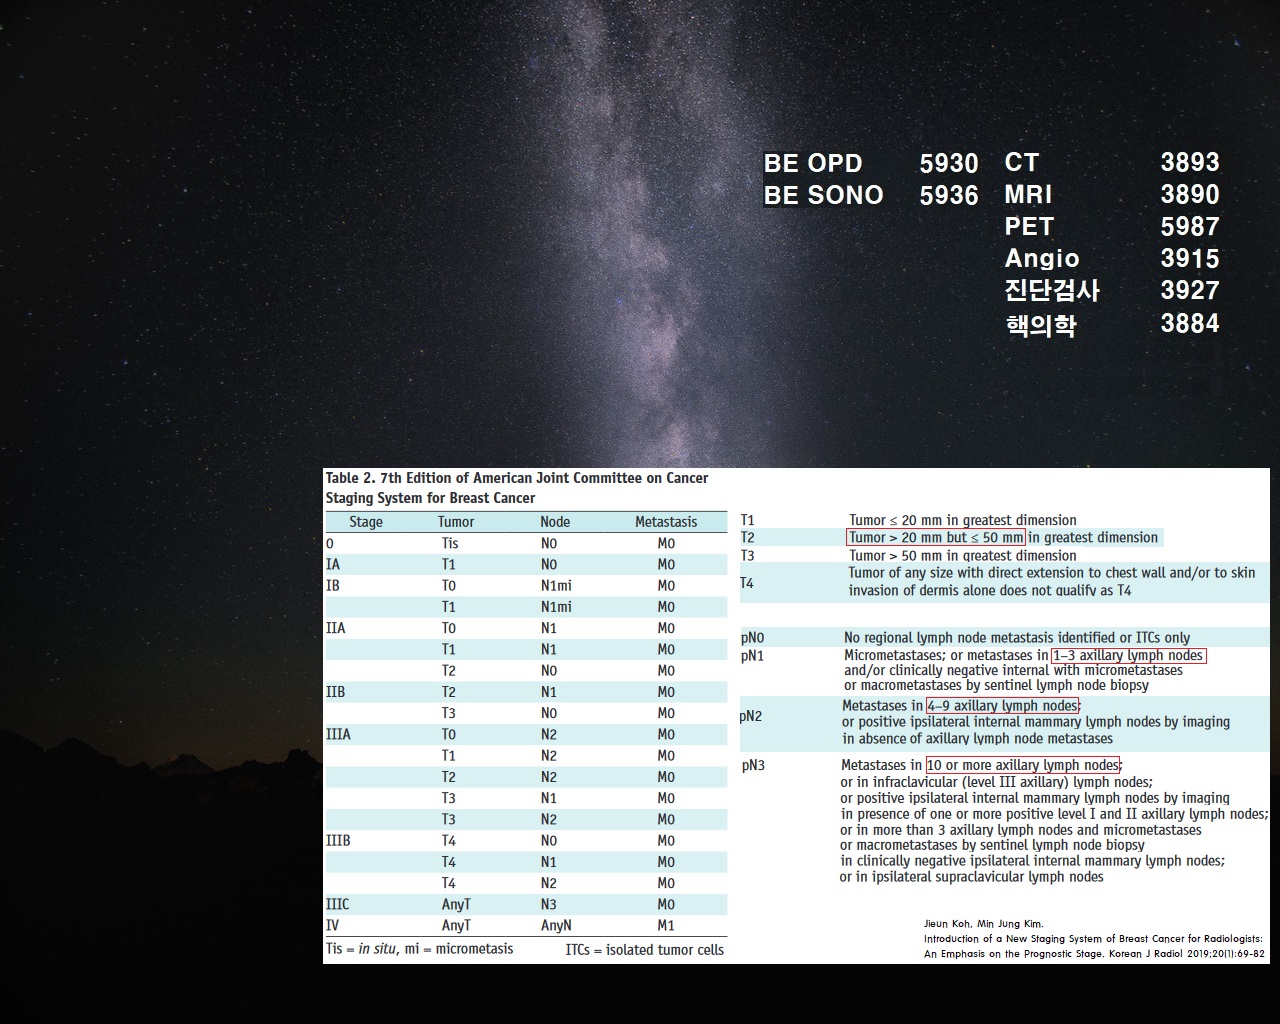 BE OPD 5930
BE SONO 5936
CT 3893
MRI 3890
PET 5987
Angio 3915
진단검사 3927
핵의학 3884
Table 2. 7th Edition of American Joint Committee on Cancer
Staging System for Breast Cancer
Stage Tumor Node Metastasis
0 Tis N0 M0
IA T1 N0 M0
IB T0 N1mi M0
T1 N1mi M0
IIA T0 N1 M0
T1 N1 M0
T2 N0 M0
IIB T2 N1 M0
T3 N0 M0
IIIA T0 N2 M0
T1 N2 M0
T2 N2 M0
T3 N1 M0
T3 N2 M0
IIIB T4 N0 M0
T4 N1 M0
T4 N2 M0
IIIC AnyT N3 M0
IV AnyT AnyN M1
Tis = in situ, mi = micrometasis ITCs = isolated tumor cells
T1 Tumor ≤ 20 mm in greatest dimension
T2 Tumor > 20 mm but ≤ 50 mm in greatest dimension
T3 Tumor > 50 mm in greatest dimension
T4 Tumor of any size with direct extension to chest wall and/or to skin
invasion of dermis alone does not qualify as T4
pN0 No regional lymph node metastasis identified or ITCs only
pN1 Micrometastases; or metastases in 1–3 axillary lymph nodes
and/or clinically negative internal with micrometastases
or macrometastases by sentinel lymph node biopsy
pN2 Metastases in 4–9 axillary lymph nodes;
or positive ipsilateral internal mammary lymph nodes by imaging
in absence of axillary lymph node metastases
pN3 Metastases in 10 or more axillary lymph nodes;
or in infraclavicular (level III axillary) lymph nodes;
or positive ipsilateral internal mammary lymph nodes by imaging
in presence of one or more positive level I and II axillary lymph nodes;
or in more than 3 axillary lymph nodes and micrometastases
or macrometastases by sentinel lymph node biopsy
in clinically negative ipsilateral internal mammary lymph nodes;
or in ipsilateral supraclavicular lymph nodes
Jieun Koh, Min Jung Kim.
Introduction of a New Staging System of Breast Cancer for Radiologists:
An Emphasis on the Prognostic Stage. Korean J Radiol 2019;20(1):69-82